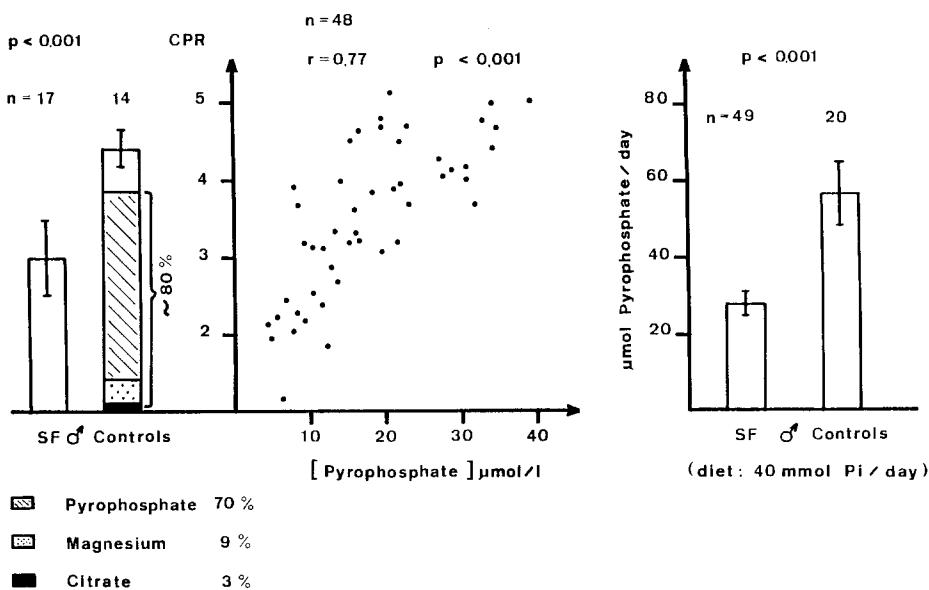 p < 0.001
n = 17
14
≈80 %
SF ♂ Controls
Pyrophosphate 70 %
Magnesium 9 %
Citrate 3 %
CPR
n = 48
r = 0.77 p < 0.001
5
4
3
2
10 20 30 40
[ Pyrophosphate ] µmol/l
p < 0.001
n = 49
20
µmol Pyrophosphate / day
80
60
40
20
SF ♂ Controls
(diet: 40 mmol Pi / day)